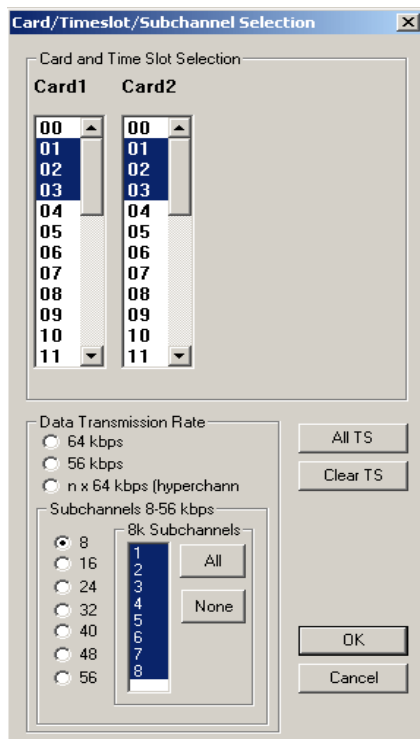 Card/Timeslot/Subchannel Selection
Card and Time Slot Selection
Card1 Card2
00 00
01 01
02 02
03 03
04 04
05 05
06 06
07 07
08 08
09 09
10 10
11 11
Data Transmission Rate
64 kbps
56 kbps
n x 64 kbps (hyperchann
All TS
Clear TS
Subchannels 8-56 kbps
8
16
24
32
40
48
56
8k Subchannels
1
2
3
4
5
6
7
8
All
None
OK
Cancel